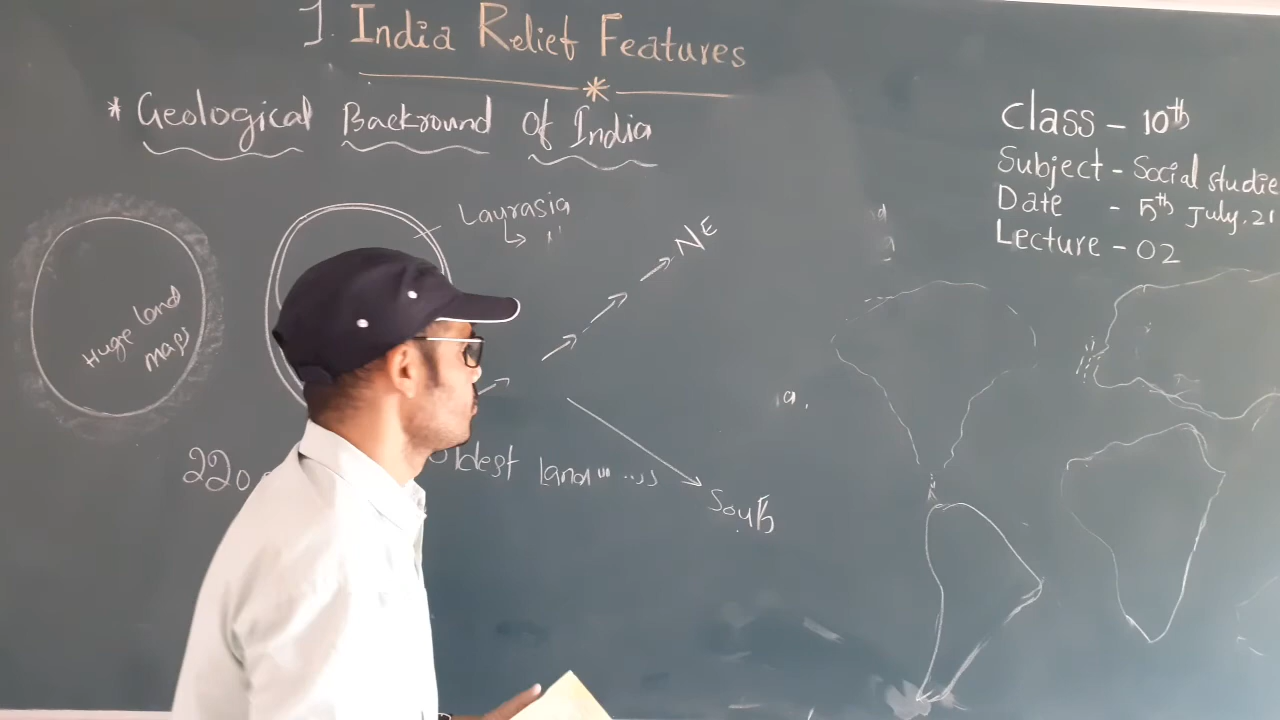 1. India Relief Features
* Geological Backround Of India
Class - 10th
Subject - Social studie
Date - 5th July. 21
Lecture - 02
Laurasia
NE
Huge land
maps
220
oldest
South